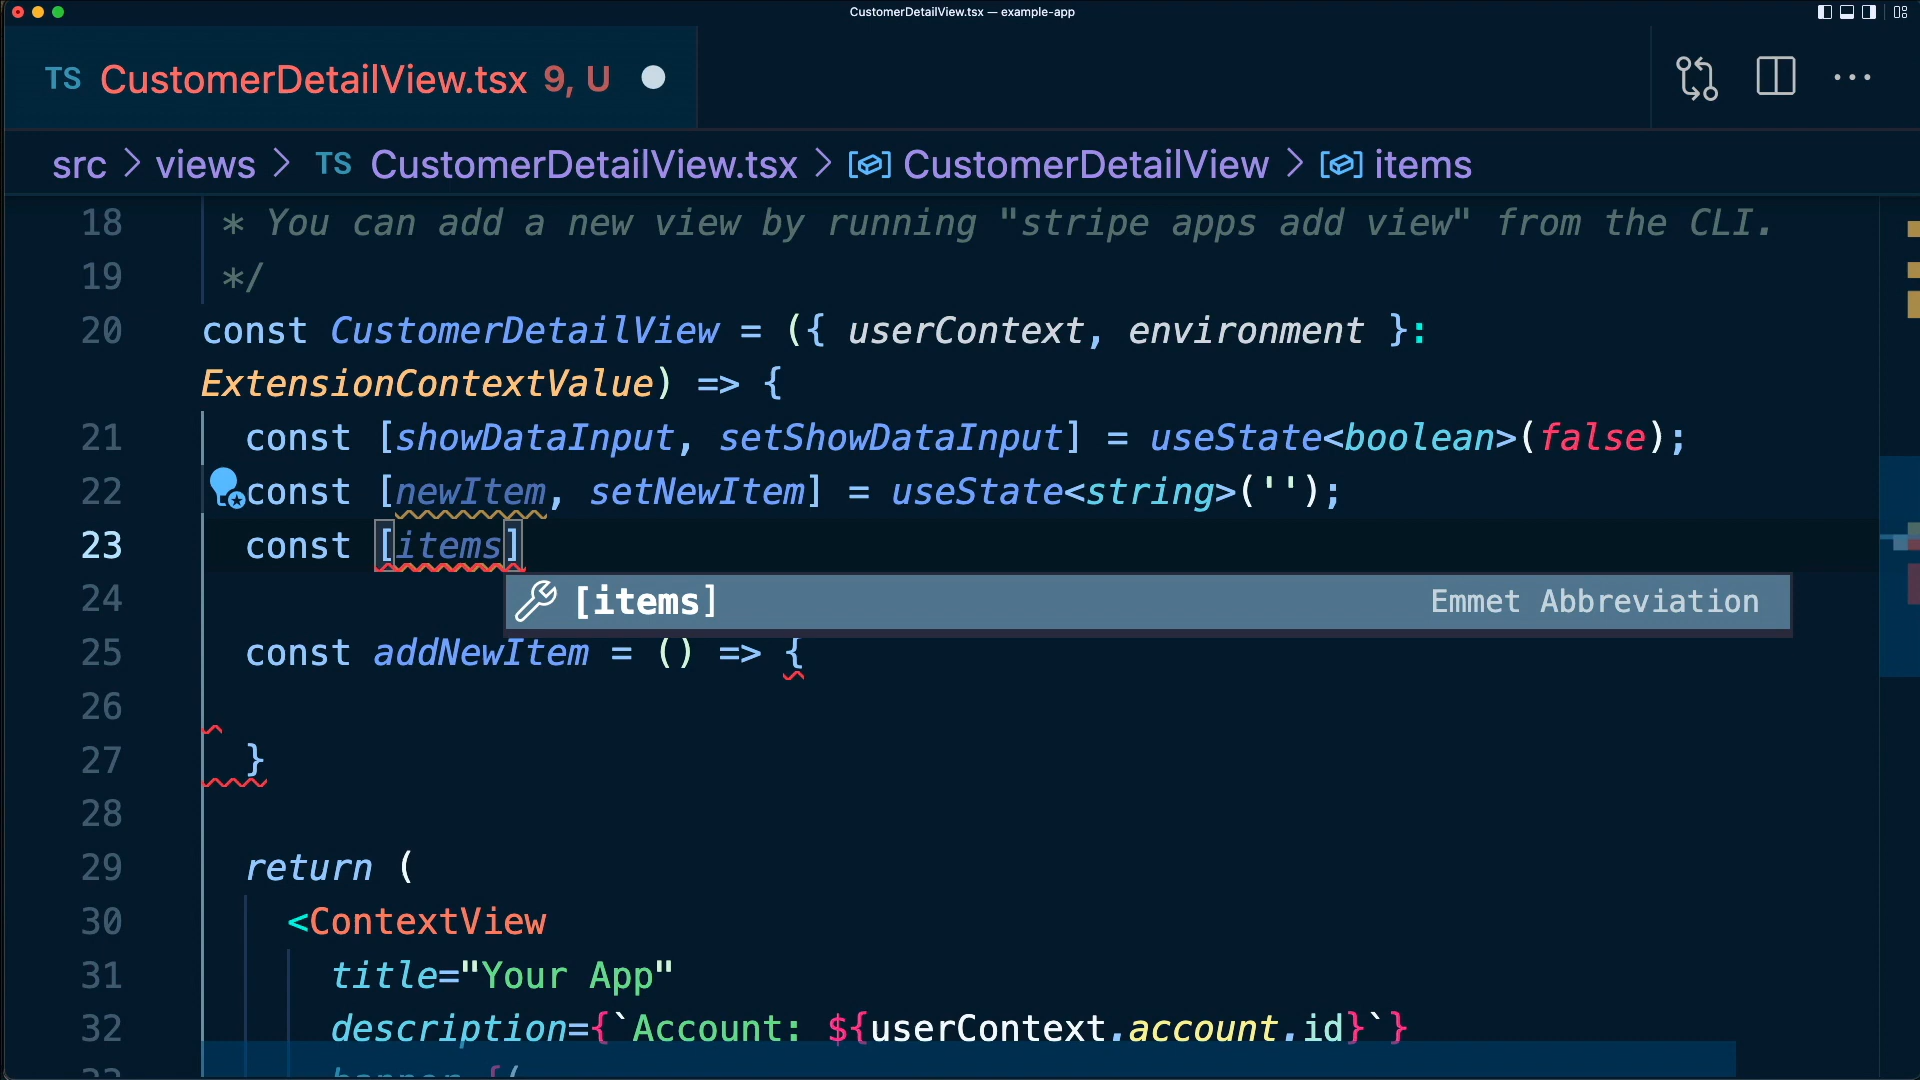 CustomerDetailView.tsx — example-app
TS CustomerDetailView.tsx 9, U
src > views > TS CustomerDetailView.tsx > CustomerDetailView > items
18 * You can add a new view by running "stripe apps add view" from the CLI.
19 */
20 const CustomerDetailView = ({ userContext, environment }:
ExtensionContextValue) => {
21 const [showDataInput, setShowDataInput] = useState<boolean>(false);
22 const [newItem, setNewItem] = useState<string>('');
23 const [items]
[items] Emmet Abbreviation
24
25 const addNewItem = () => {
26
27 }
28
29 return (
30 <ContextView
31 title="Your App"
32 description={`Account: ${userContext.account.id}`}